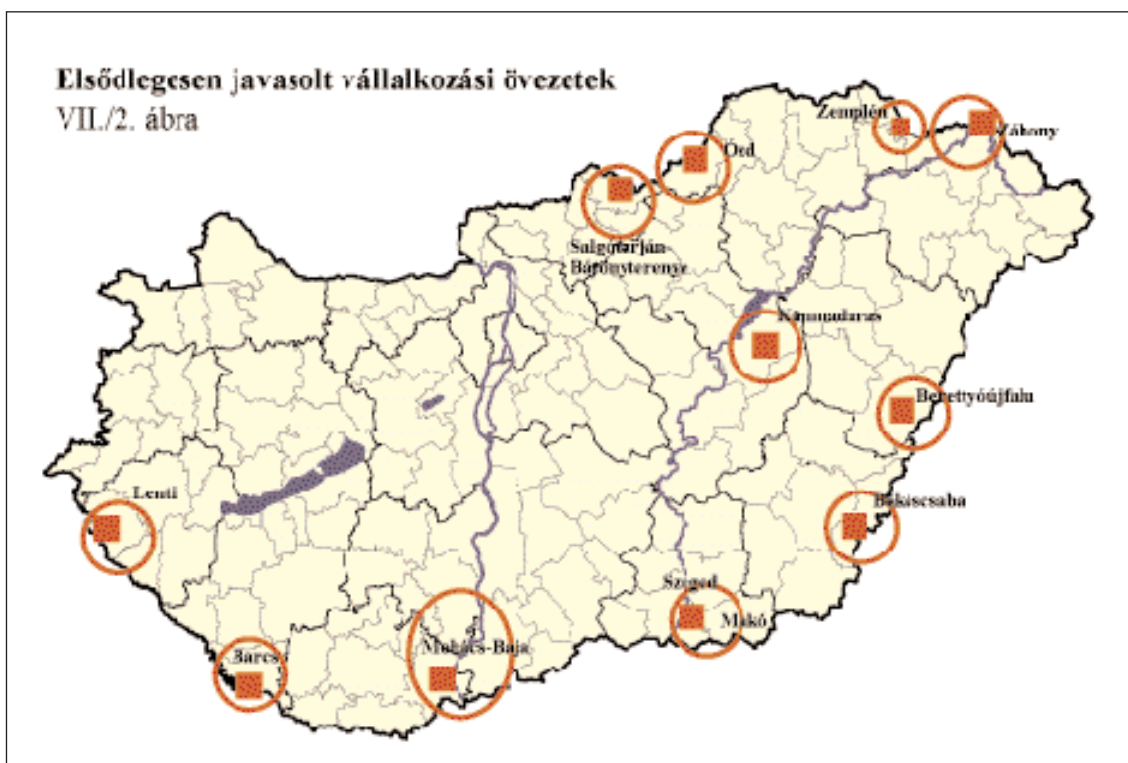 Elsődlegesen javasolt vállalkozási övezetek
VII./2. ábra
Zemplén
Záhony
Ózd
Salgótarján
Bátonyterenye
Kunmadaras
Berettyóújfalu
Lenti
Békéscsaba
Szeged
Makó
Barcs
Mohács-Baja